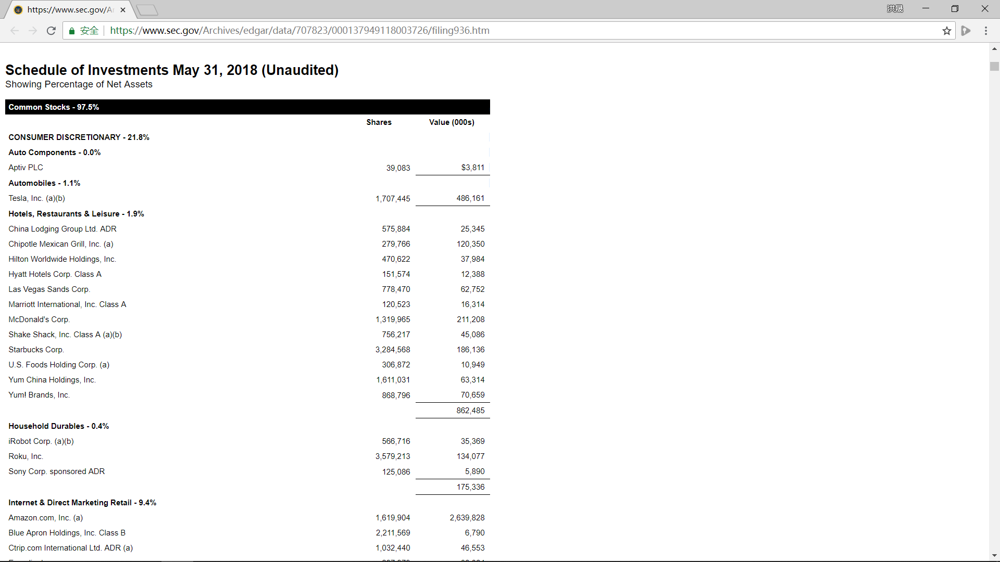 https://www.sec.gov/Ar
洪晟
安全 https://www.sec.gov/Archives/edgar/data/707823/000137949118003726/filing936.htm
Schedule of Investments May 31, 2018 (Unaudited)
Showing Percentage of Net Assets
Common Stocks - 97.5%
Shares Value (000s)
CONSUMER DISCRETIONARY - 21.8%
Auto Components - 0.0%
Aptiv PLC 39,083 $3,811
Automobiles - 1.1%
Tesla, Inc. (a)(b) 1,707,445 486,161
Hotels, Restaurants & Leisure - 1.9%
China Lodging Group Ltd. ADR 575,884 25,345
Chipotle Mexican Grill, Inc. (a) 279,766 120,350
Hilton Worldwide Holdings, Inc. 470,622 37,984
Hyatt Hotels Corp. Class A 151,574 12,388
Las Vegas Sands Corp. 778,470 62,752
Marriott International, Inc. Class A 120,523 16,314
McDonald's Corp. 1,319,965 211,208
Shake Shack, Inc. Class A (a)(b) 756,217 45,086
Starbucks Corp. 3,284,568 186,136
U.S. Foods Holding Corp. (a) 306,872 10,949
Yum China Holdings, Inc. 1,611,031 63,314
Yum! Brands, Inc. 868,796 70,659
862,485
Household Durables - 0.4%
iRobot Corp. (a)(b) 566,716 35,369
Roku, Inc. 3,579,213 134,077
Sony Corp. sponsored ADR 125,086 5,890
175,336
Internet & Direct Marketing Retail - 9.4%
Amazon.com, Inc. (a) 1,619,904 2,639,828
Blue Apron Holdings, Inc. Class B 2,211,569 6,790
Ctrip.com International Ltd. ADR (a) 1,032,440 46,553